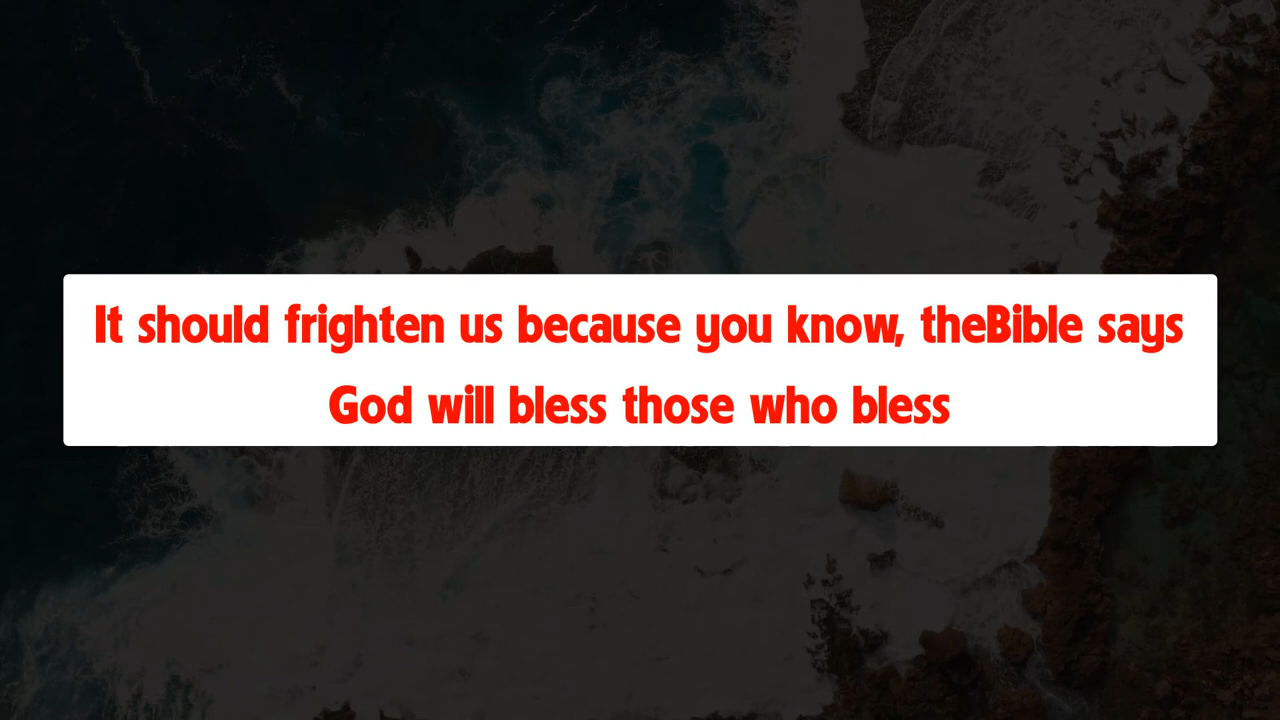 It should frighten us because you know, theBible says
God will bless those who bless